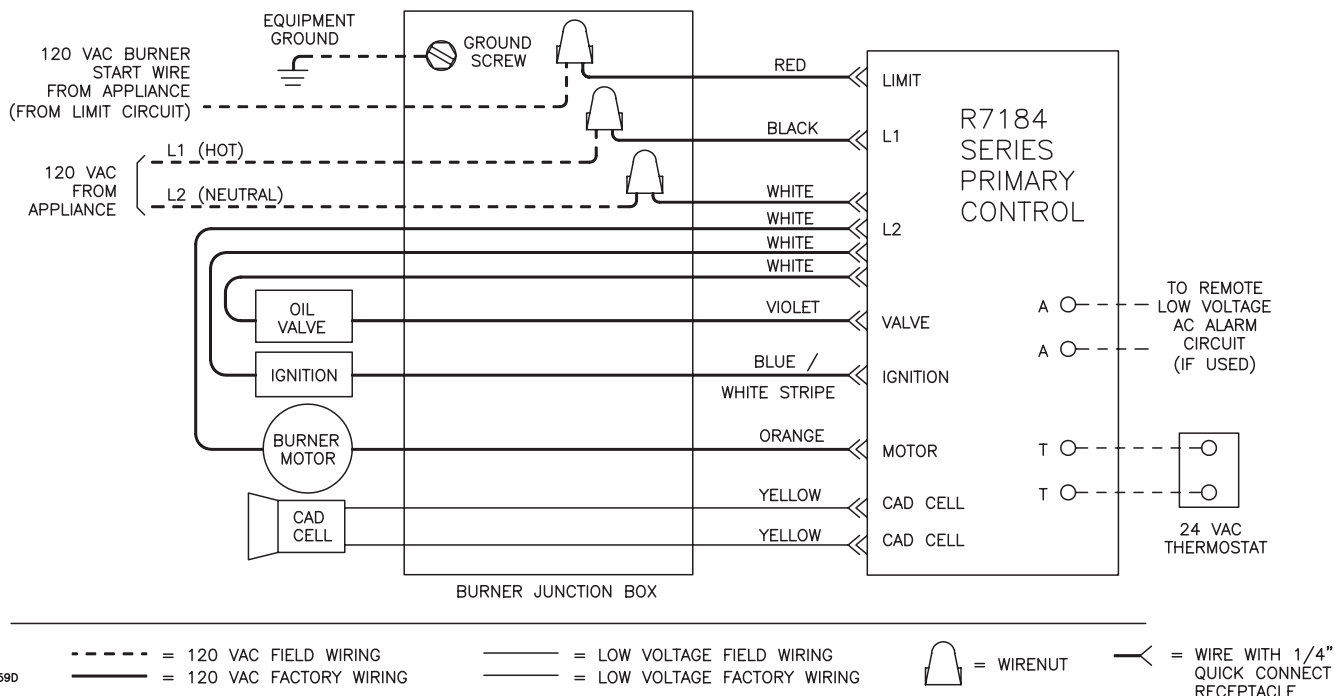 EQUIPMENT
GROUND
GROUND
SCREW
120 VAC BURNER
START WIRE
FROM APPLIANCE
(FROM LIMIT CIRCUIT)
RED
LIMIT
BLACK
L1
R7184
SERIES
PRIMARY
CONTROL
L1 (HOT)
120 VAC
FROM
APPLIANCE
L2 (NEUTRAL)
WHITE
WHITE
L2
WHITE
WHITE
OIL
VALVE
VIOLET
VALVE
A
A
TO REMOTE
LOW VOLTAGE
AC ALARM
CIRCUIT
(IF USED)
IGNITION
BLUE /
WHITE STRIPE
IGNITION
BURNER
MOTOR
ORANGE
MOTOR
T
T
CAD
CELL
YELLOW
CAD CELL
YELLOW
CAD CELL
24 VAC
THERMOSTAT
BURNER JUNCTION BOX
= 120 VAC FIELD WIRING
= 120 VAC FACTORY WIRING
= LOW VOLTAGE FIELD WIRING
= LOW VOLTAGE FACTORY WIRING
= WIRENUT
= WIRE WITH 1/4"
QUICK CONNECT
RECEPTACLE
59D